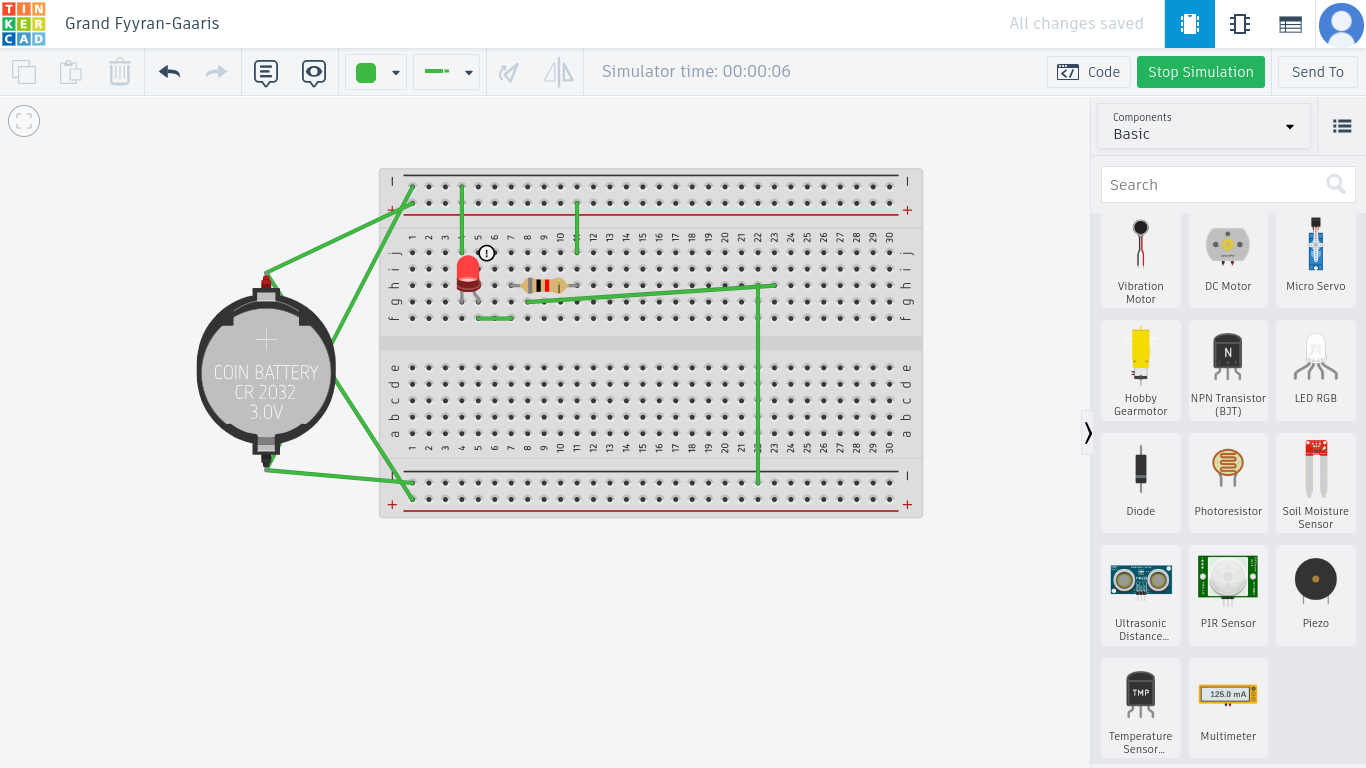 TIN
KER
CAD
Grand Fyyran-Gaaris
All changes saved
Simulator time: 00:00:06
Code
Stop Simulation
Send To
Components
Basic
Search
Vibration
Motor
DC Motor
Micro Servo
Hobby
Gearmotor
N
NPN Transistor
(BJT)
LED RGB
Diode
Photoresistor
Soil Moisture
Sensor
Ultrasonic
Distance...
PIR Sensor
Piezo
TMP
Temperature
Sensor...
125.0 mA
Multimeter
− −
+ +
1 2 3 4 5 6 7 8 9 10 11 12 13 14 15 16 17 18 19 20 21 22 23 24 25 26 27 28 29 30
j j
!
i i
h h
g g
f f
e e
d d
c c
b b
a a
1 2 3 4 5 6 7 8 9 10 11 12 13 14 15 16 17 18 19 20 21 22 23 24 25 26 27 28 29 30
− −
+ +
+
COIN BATTERY
CR 2032
3.0V